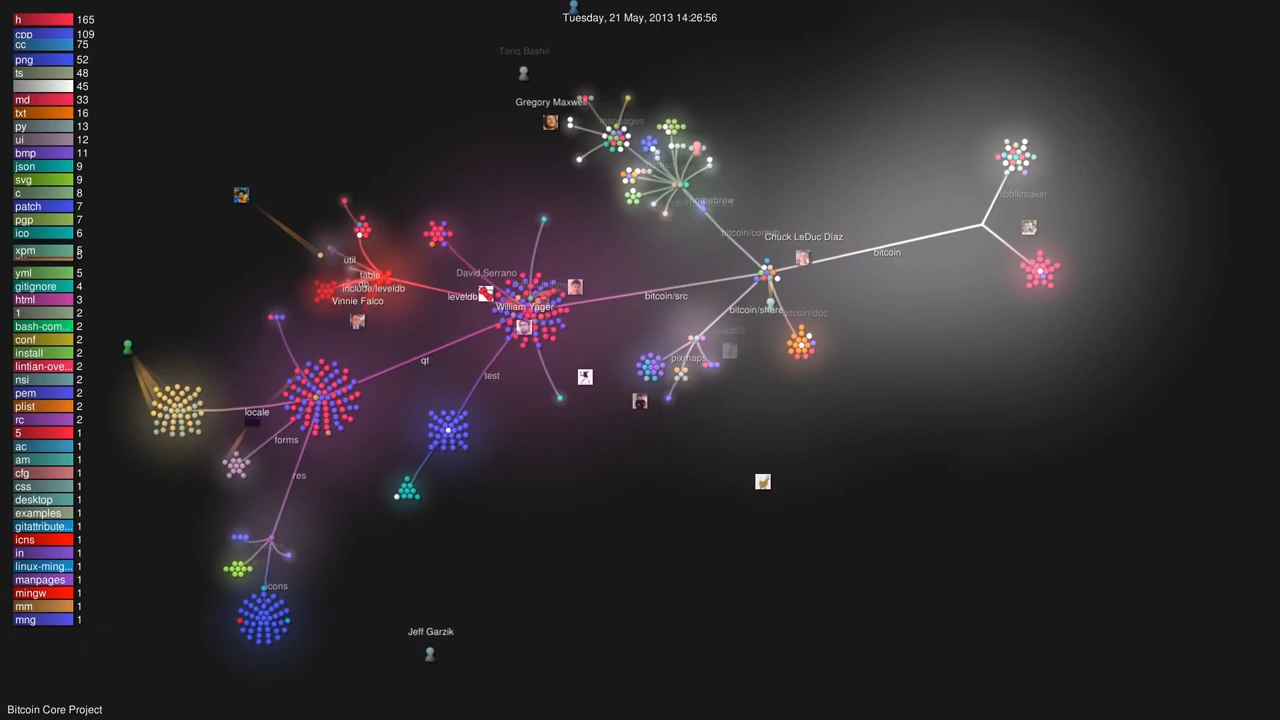 Tuesday, 21 May, 2013 14:26:56
h 165
cpp 109
cc 75
png 52
ts 48
45
md 33
txt 16
py 13
ui 12
bmp 11
json 9
svg 9
c 8
patch 7
pgp 7
ico 6
xpm 5
yml 5
gitignore 4
html 3
1 2
bash-com... 2
conf 2
install 2
lintian-ove... 2
nsi 2
pem 2
plist 2
rc 2
5 1
ac 1
am 1
cfg 1
css 1
desktop 1
examples 1
gitattribute... 1
icns 1
in 1
linux-ming... 1
manpages 1
mingw 1
mm 1
mng 1
Tariq Bashir
Gregory Maxwell
manpages
libblkmaker
homebrew
bitcoin/contrib
Chuck LeDuc Díaz
bitcoin
util
table
David Serrano
include/leveldb
leveldb
Vinnie Falco
William Yager
bitcoin/src
bitcoin/share
bitcoin/doc
pixmaps
qt
test
locale
forms
res
icons
Jeff Garzik
Bitcoin Core Project